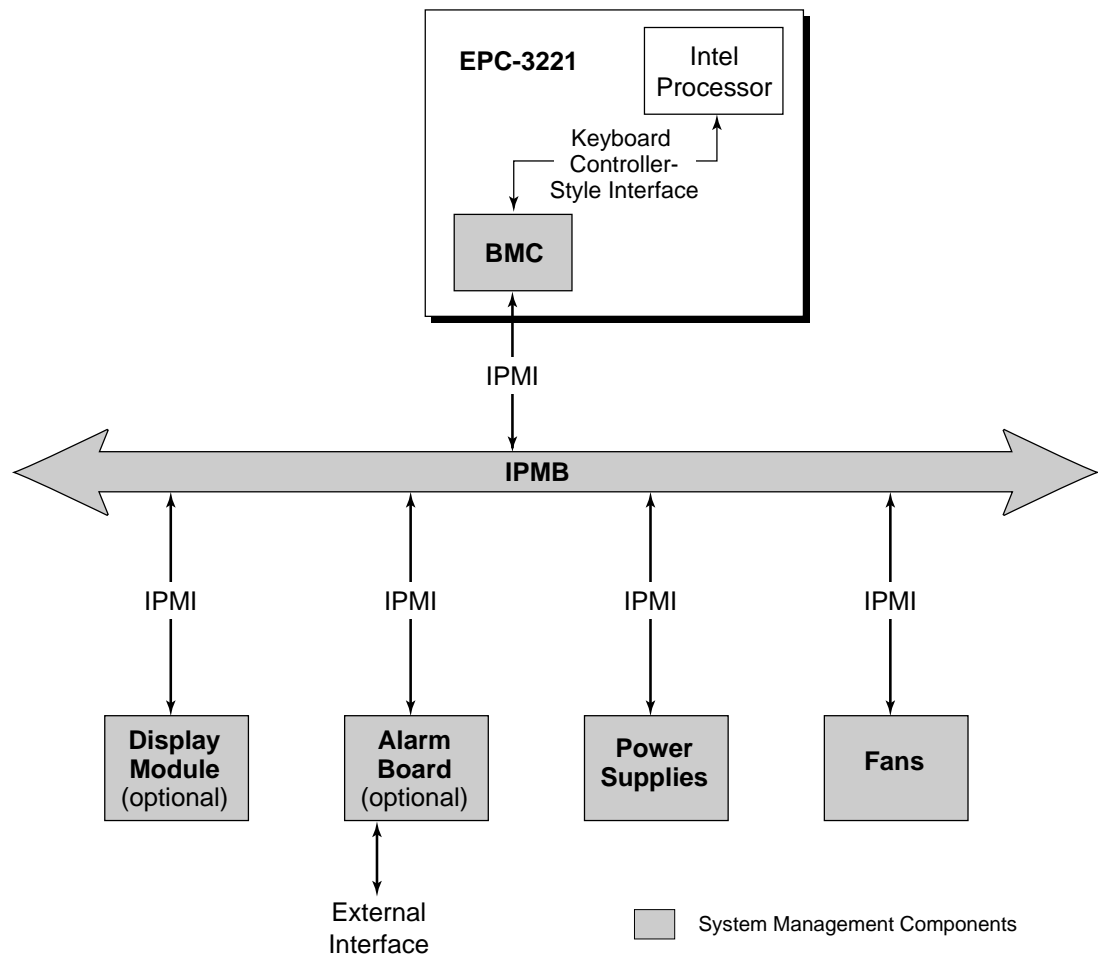 EPC-3221
Intel
Processor
Keyboard
Controller-
Style Interface
BMC
IPMI
IPMB
IPMI
IPMI
IPMI
IPMI
Display
Module
(optional)
Alarm
Board
(optional)
Power
Supplies
Fans
External
Interface
System Management Components